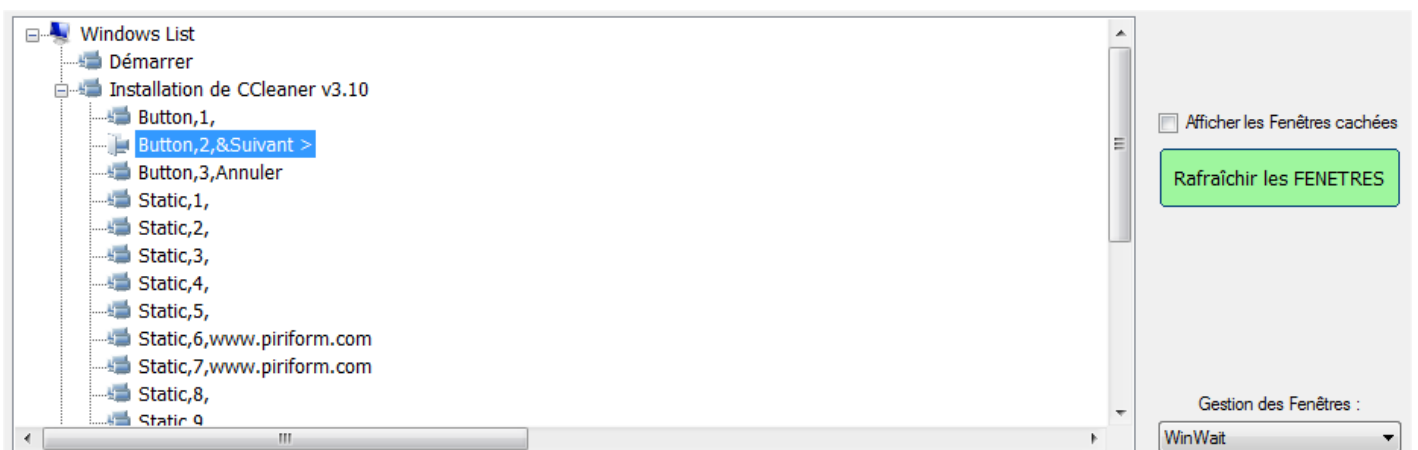 Windows List
Démarrer
Installation de CCleaner v3.10
Button,1,
Button,2,&Suivant >
Button,3,Annuler
Static,1,
Static,2,
Static,3,
Static,4,
Static,5,
Static,6,www.piriform.com
Static,7,www.piriform.com
Static,8,
Static,9
Afficher les Fenêtres cachées
Rafraîchir les FENETRES
Gestion des Fenêtres :
WinWait